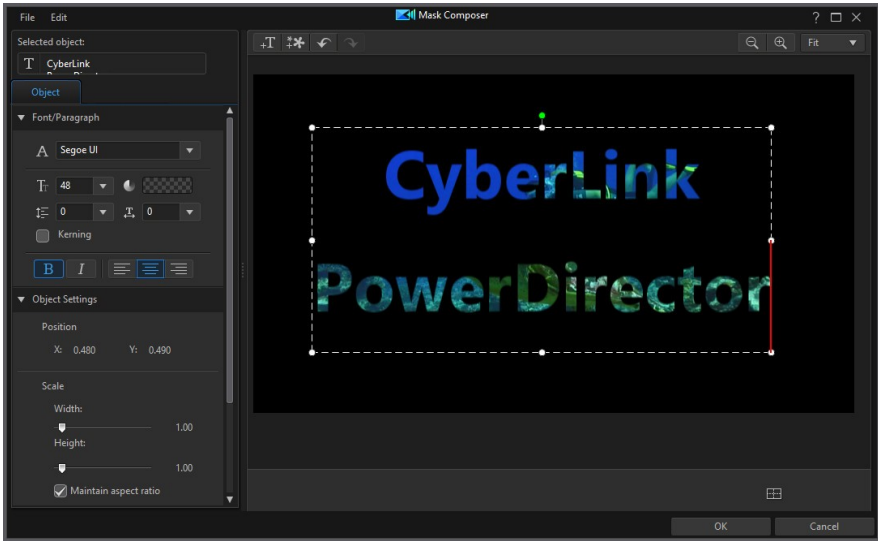 File Edit Mask Composer ?
Selected object:
T CyberLink
+T Fit
Object
Font/Paragraph
A Segoe UI
CyberLink
TT 48
0 T 0
Kerning
B I
PowerDirector
Object Settings
Position
X: 0.480 Y: 0.490
Scale
Width:
1.00
Height:
1.00
Maintain aspect ratio
OK Cancel